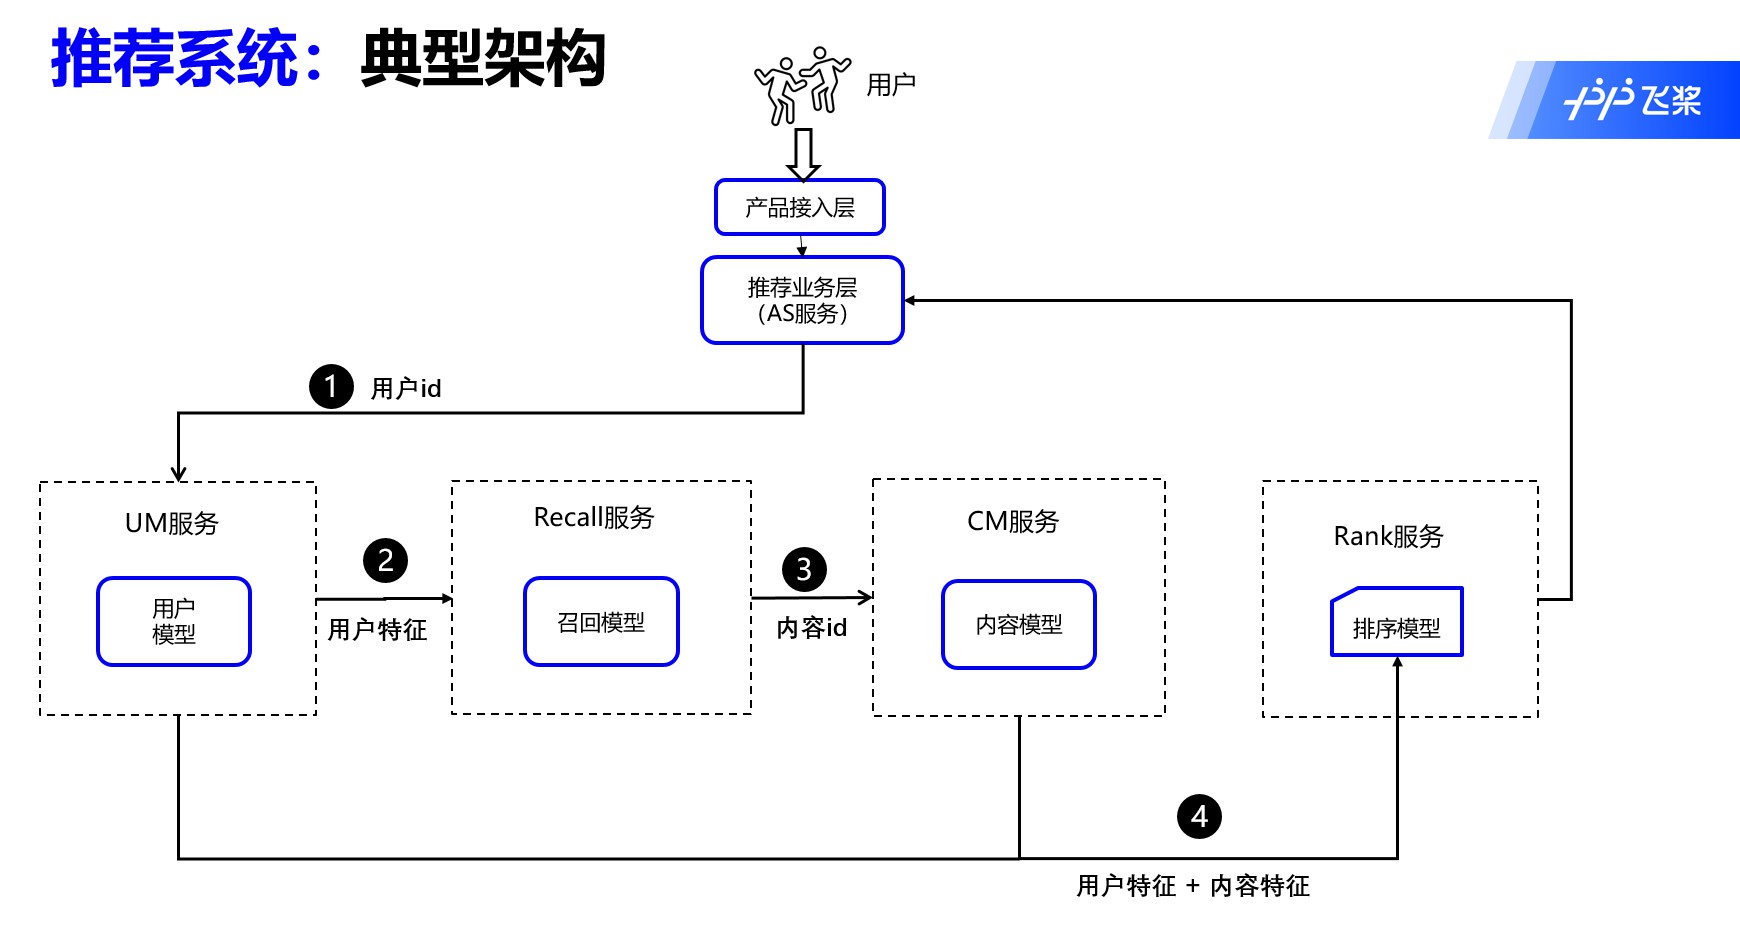 推荐系统：典型架构
用户
飞桨
产品接入层
推荐业务层
（AS服务）
1 用户id
UM服务
用户
模型
2
用户特征
Recall服务
召回模型
3
内容id
CM服务
内容模型
Rank服务
排序模型
4
用户特征 + 内容特征